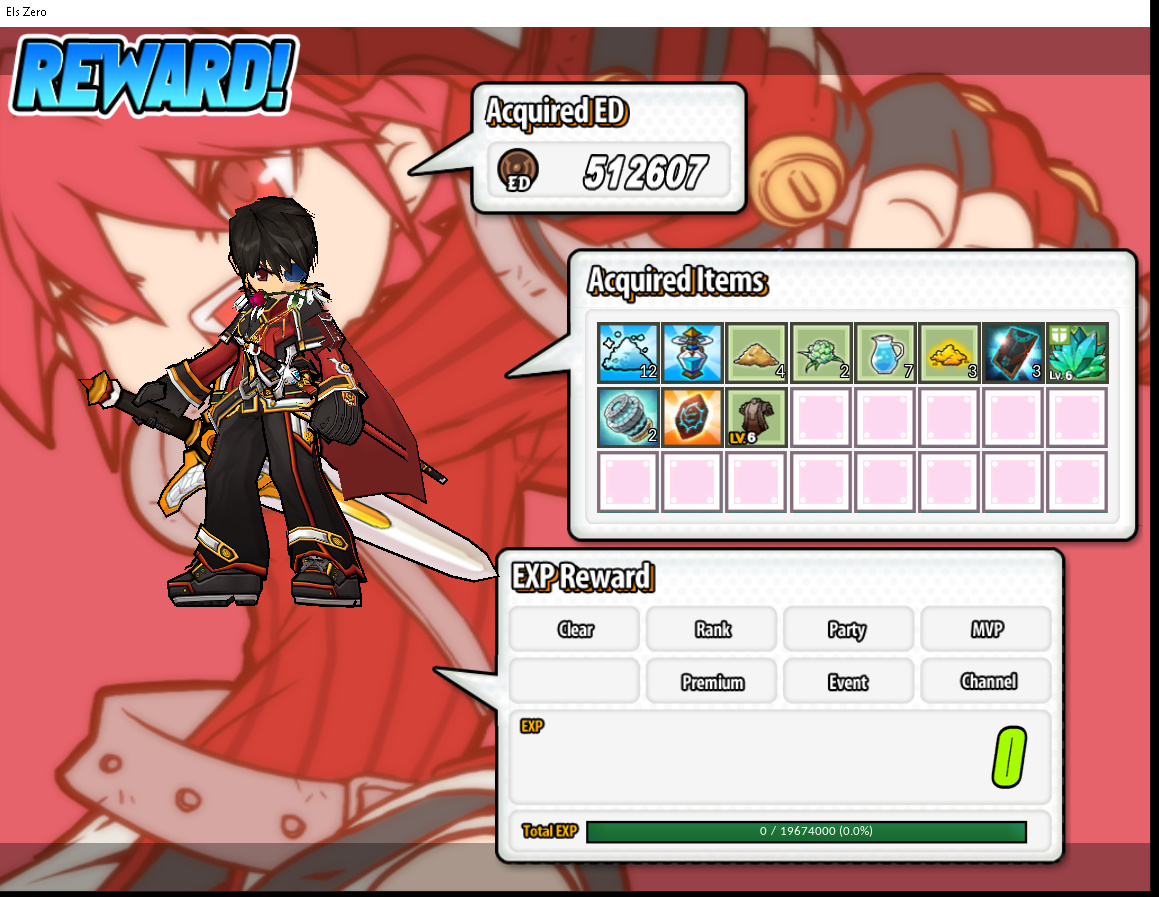 Els Zero
REWARD!
Acquired ED
ED 512607
Acquired Items
12 4 2 7 3 3 Lv.6
2 LV.6
EXP Reward
Clear Rank Party MVP
Premium Event Channel
EXP
0
Total EXP 0 / 19674000 (0.0%)